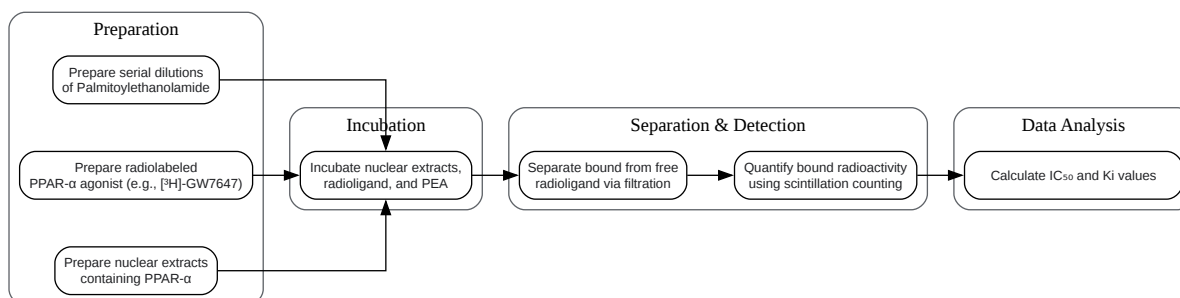 Preparation
Prepare serial dilutions
of Palmitoylethanolamide
Prepare radiolabeled
PPAR-α agonist (e.g., [³H]-GW7647)
Prepare nuclear extracts
containing PPAR-α
Incubation
Incubate nuclear extracts,
radioligand, and PEA
Separation & Detection
Separate bound from free
radioligand via filtration
Quantify bound radioactivity
using scintillation counting
Data Analysis
Calculate IC₅₀ and Ki values